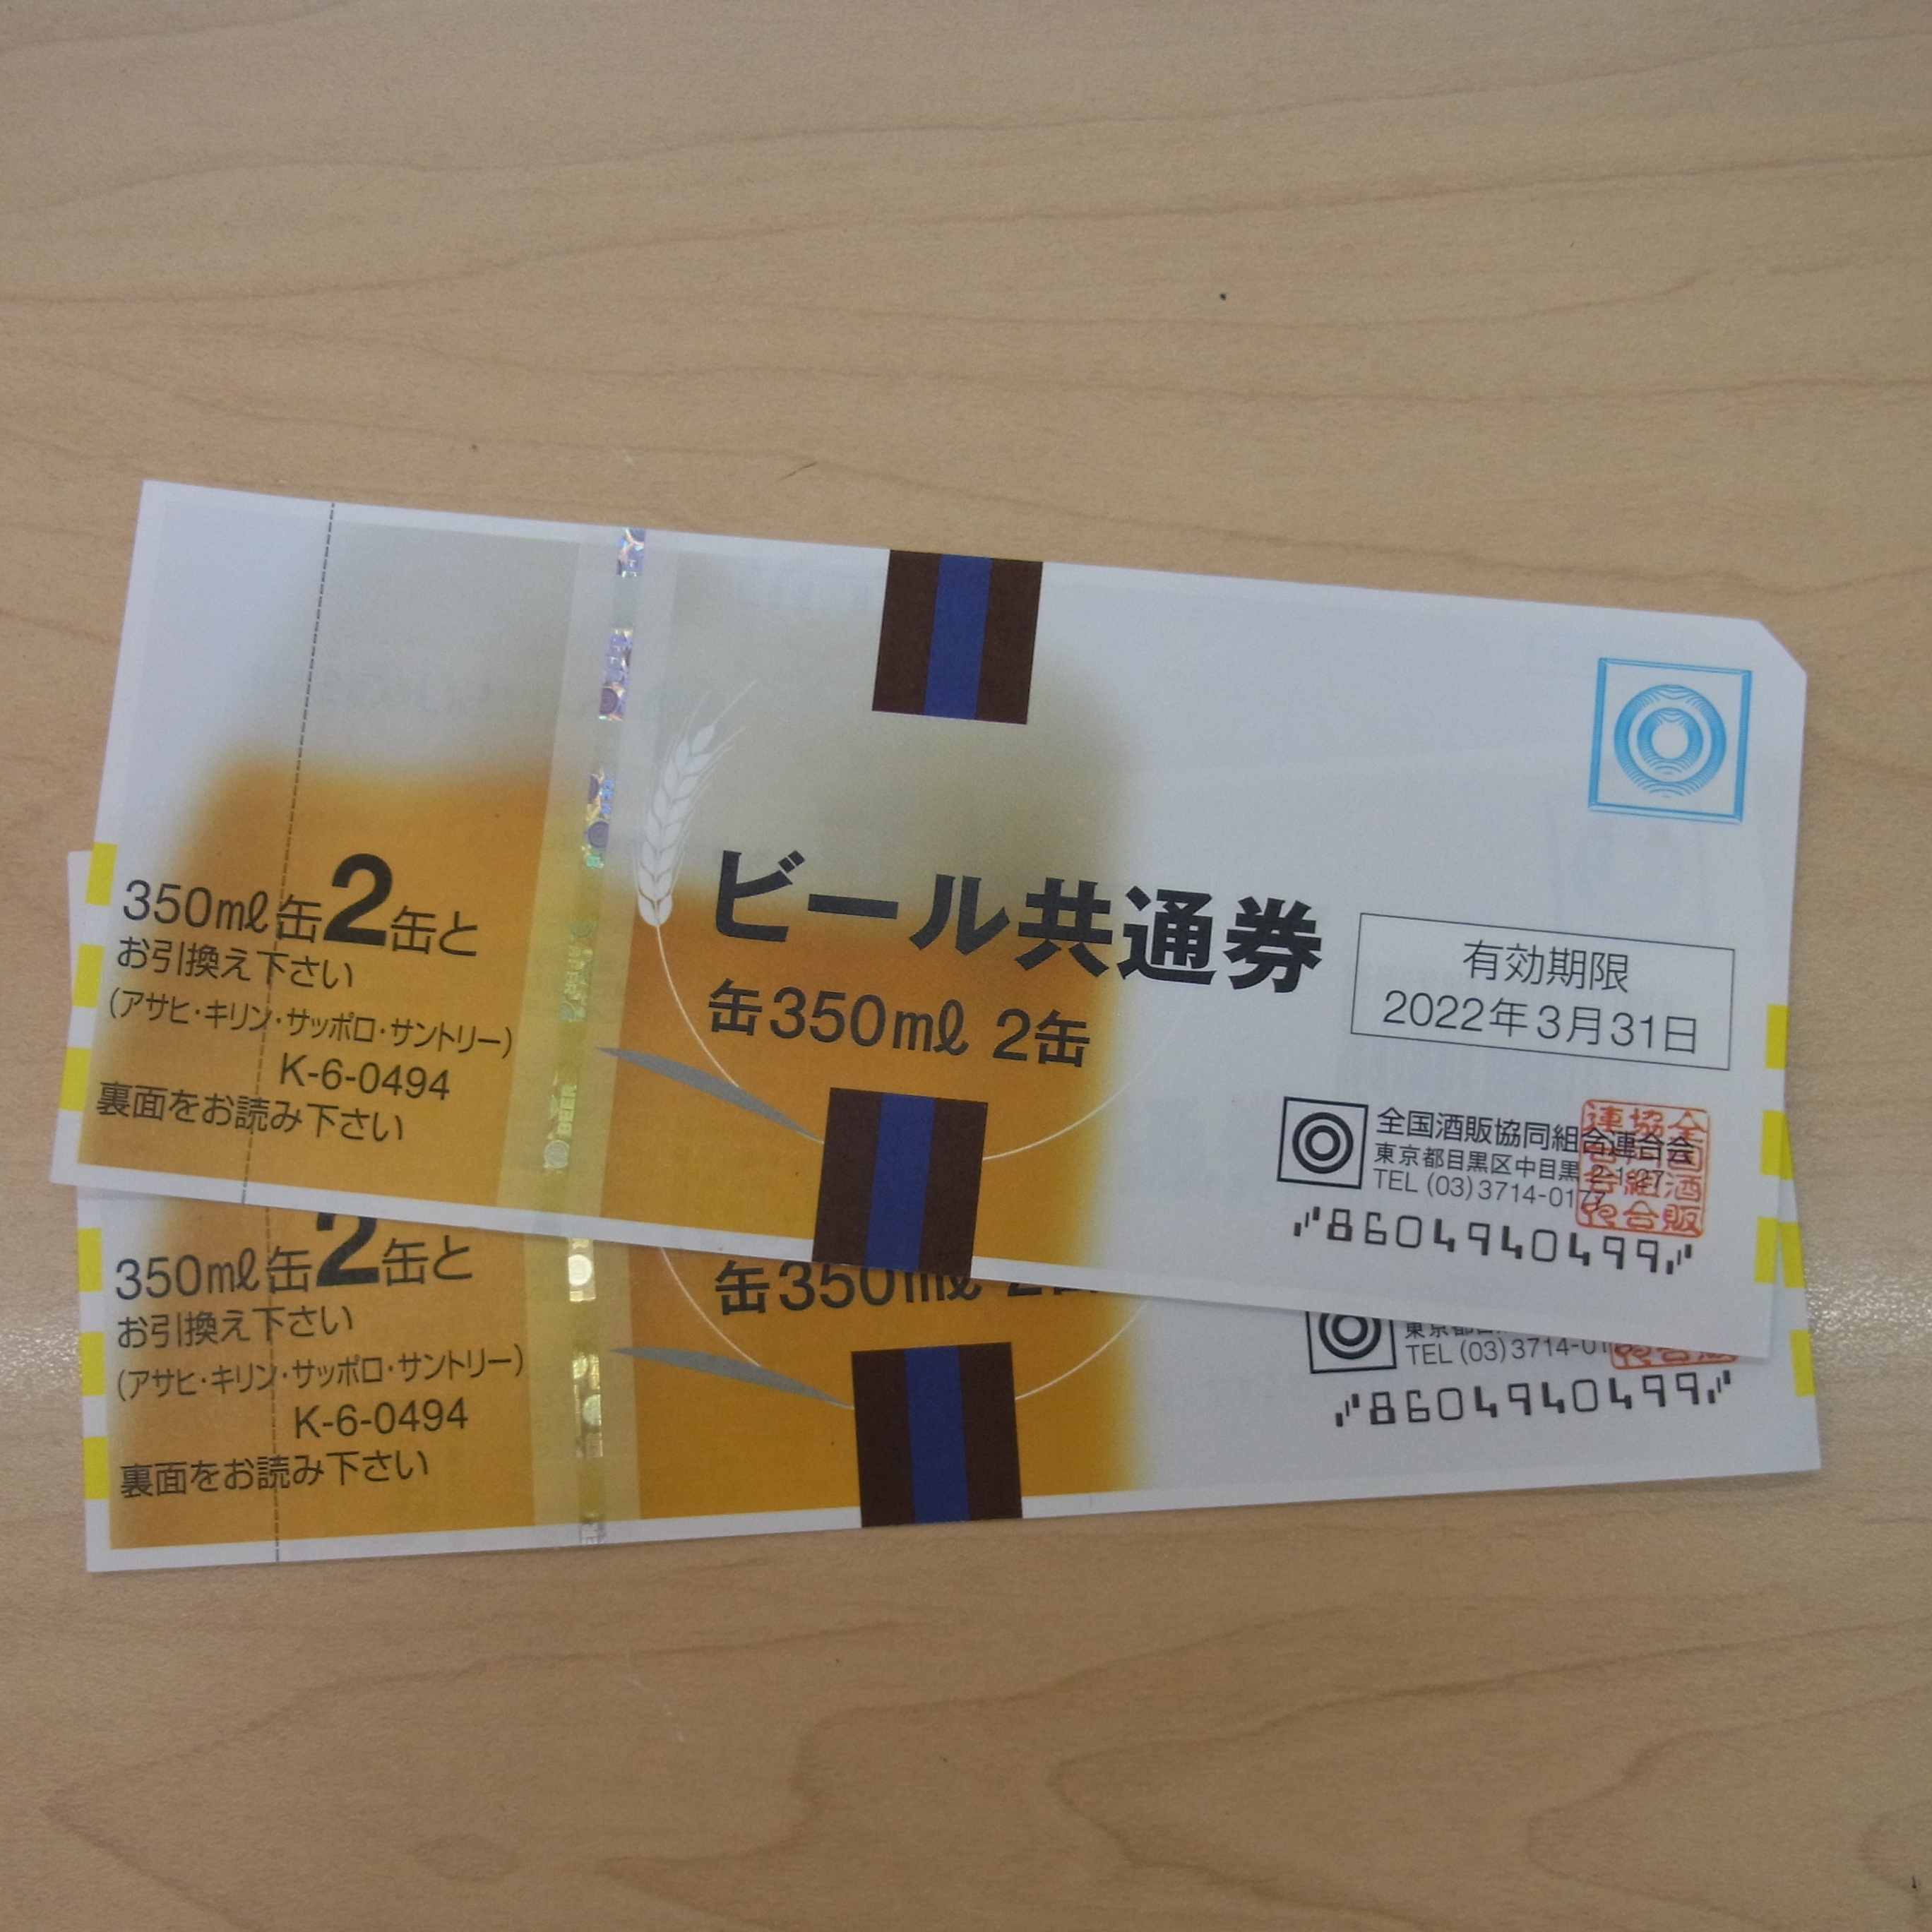 350mℓ缶2缶と
お引換え下さい
(アサヒ・キリン・サッポロ・サントリー)
K-6-0494
裏面をお読み下さい
BEER
ビール共通券
缶350mℓ 2缶
有効期限
2022年3月31日
全国酒販協同組合連合会
東京都目黒区中目黒2-1-27
TEL (03) 3714-0177
8604940499
350mℓ缶2缶と
お引換え下さい
(アサヒ・キリン・サッポロ・サントリー)
K-6-0494
裏面をお読み下さい
缶350mℓ 2缶
TEL (03) 3714-01
8604940499